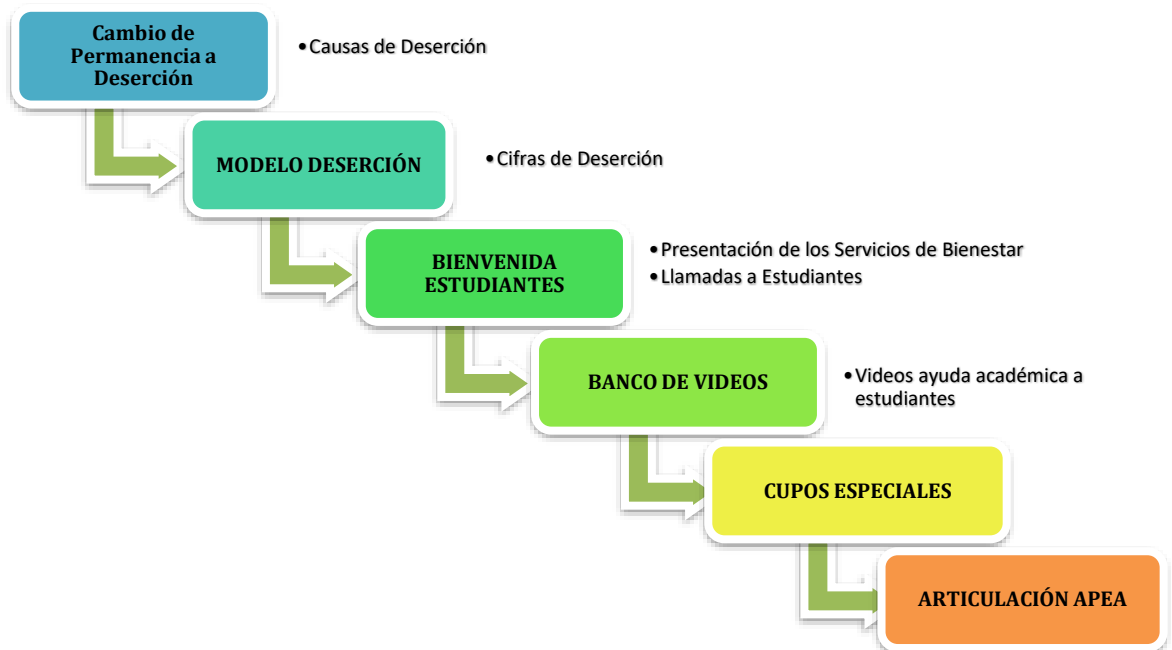 Cambio de
Permanencia a
Deserción
•Causas de Deserción
MODELO DESERCIÓN
•Cifras de Deserción
BIENVENIDA
ESTUDIANTES
•Presentación de los Servicios de Bienestar
•Llamadas a Estudiantes
BANCO DE VIDEOS
•Videos ayuda académica a
estudiantes
CUPOS ESPECIALES
ARTICULACIÓN APEA